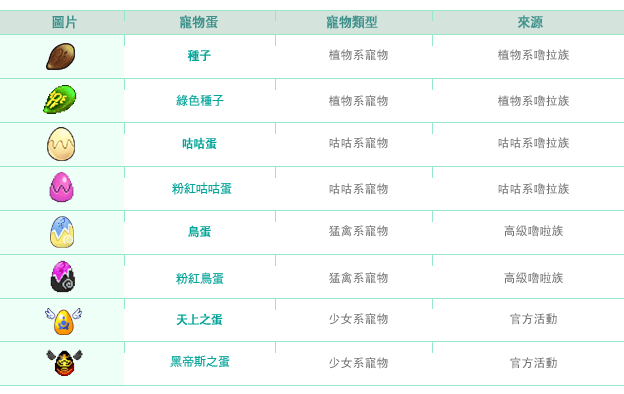 圖片 寵物蛋 寵物類型 來源
種子 植物系寵物 植物系嚕拉族
綠色種子 植物系寵物 植物系嚕拉族
咕咕蛋 咕咕系寵物 咕咕系嚕拉族
粉紅咕咕蛋 咕咕系寵物 咕咕系嚕拉族
鳥蛋 猛禽系寵物 高級嚕啦族
粉紅鳥蛋 猛禽系寵物 高級嚕啦族
天上之蛋 少女系寵物 官方活動
黑帝斯之蛋 少女系寵物 官方活動